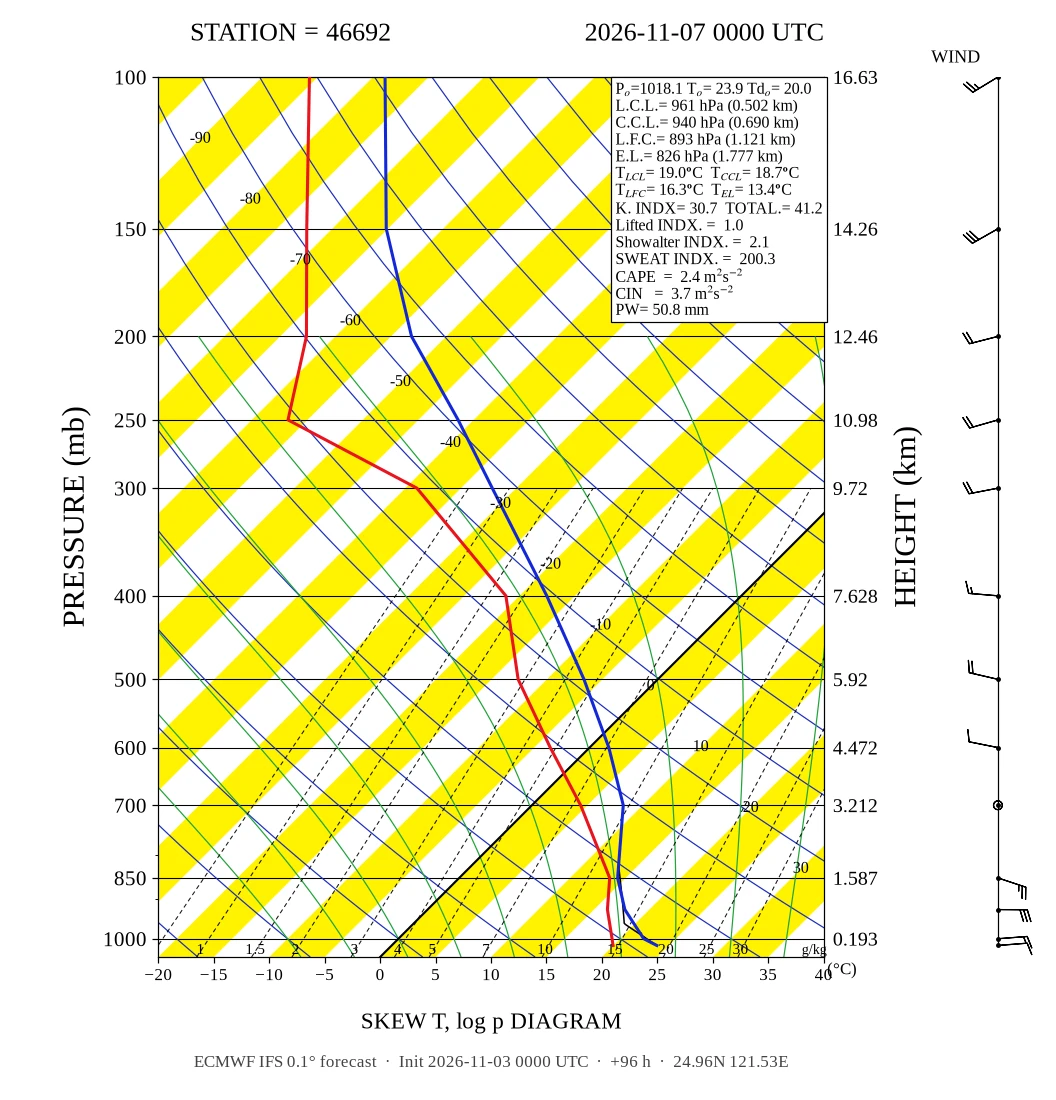 STATION = 46692
2026-11-07 0000 UTC
WIND
Po=1018.1 To= 23.9 Tdo= 20.0
L.C.L.= 961 hPa (0.502 km)
C.C.L.= 940 hPa (0.690 km)
L.F.C.= 893 hPa (1.121 km)
E.L.= 826 hPa (1.777 km)
TLCL= 19.0°C TCCL= 18.7°C
TLFC= 16.3°C TEL= 13.4°C
K. INDX= 30.7 TOTAL.= 41.2
Lifted INDX. = 1.0
Showalter INDX. = 2.1
SWEAT INDX. = 200.3
CAPE = 2.4 m²s⁻²
CIN = 3.7 m²s⁻²
PW= 50.8 mm
PRESSURE (mb)
100
150
200
250
300
400
500
600
700
850
1000
-90
-80
-70
-60
-50
-40
-30
-20
-10
0
10
20
30
16.63
14.26
12.46
10.98
9.72
7.628
5.92
4.472
3.212
1.587
0.193
HEIGHT (km)
1 1.5 2 3 4 5 7 10 15 20 25 30 g/kg
−20 −15 −10 −5 0 5 10 15 20 25 30 35 40 (°C)
SKEW T, log p DIAGRAM
ECMWF IFS 0.1° forecast · Init 2026-11-03 0000 UTC · +96 h · 24.96N 121.53E